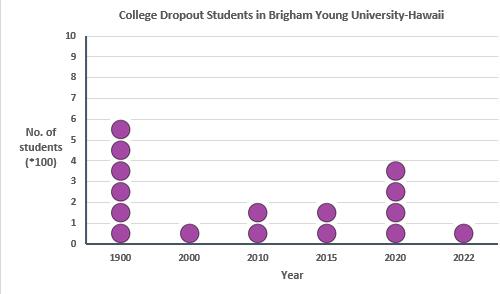 College Dropout Students in Brigham Young University-Hawaii
10
9
8
7
6
5
4
3
2
1
0
No. of
students
(*100)
1900 2000 2010 2015 2020 2022
Year